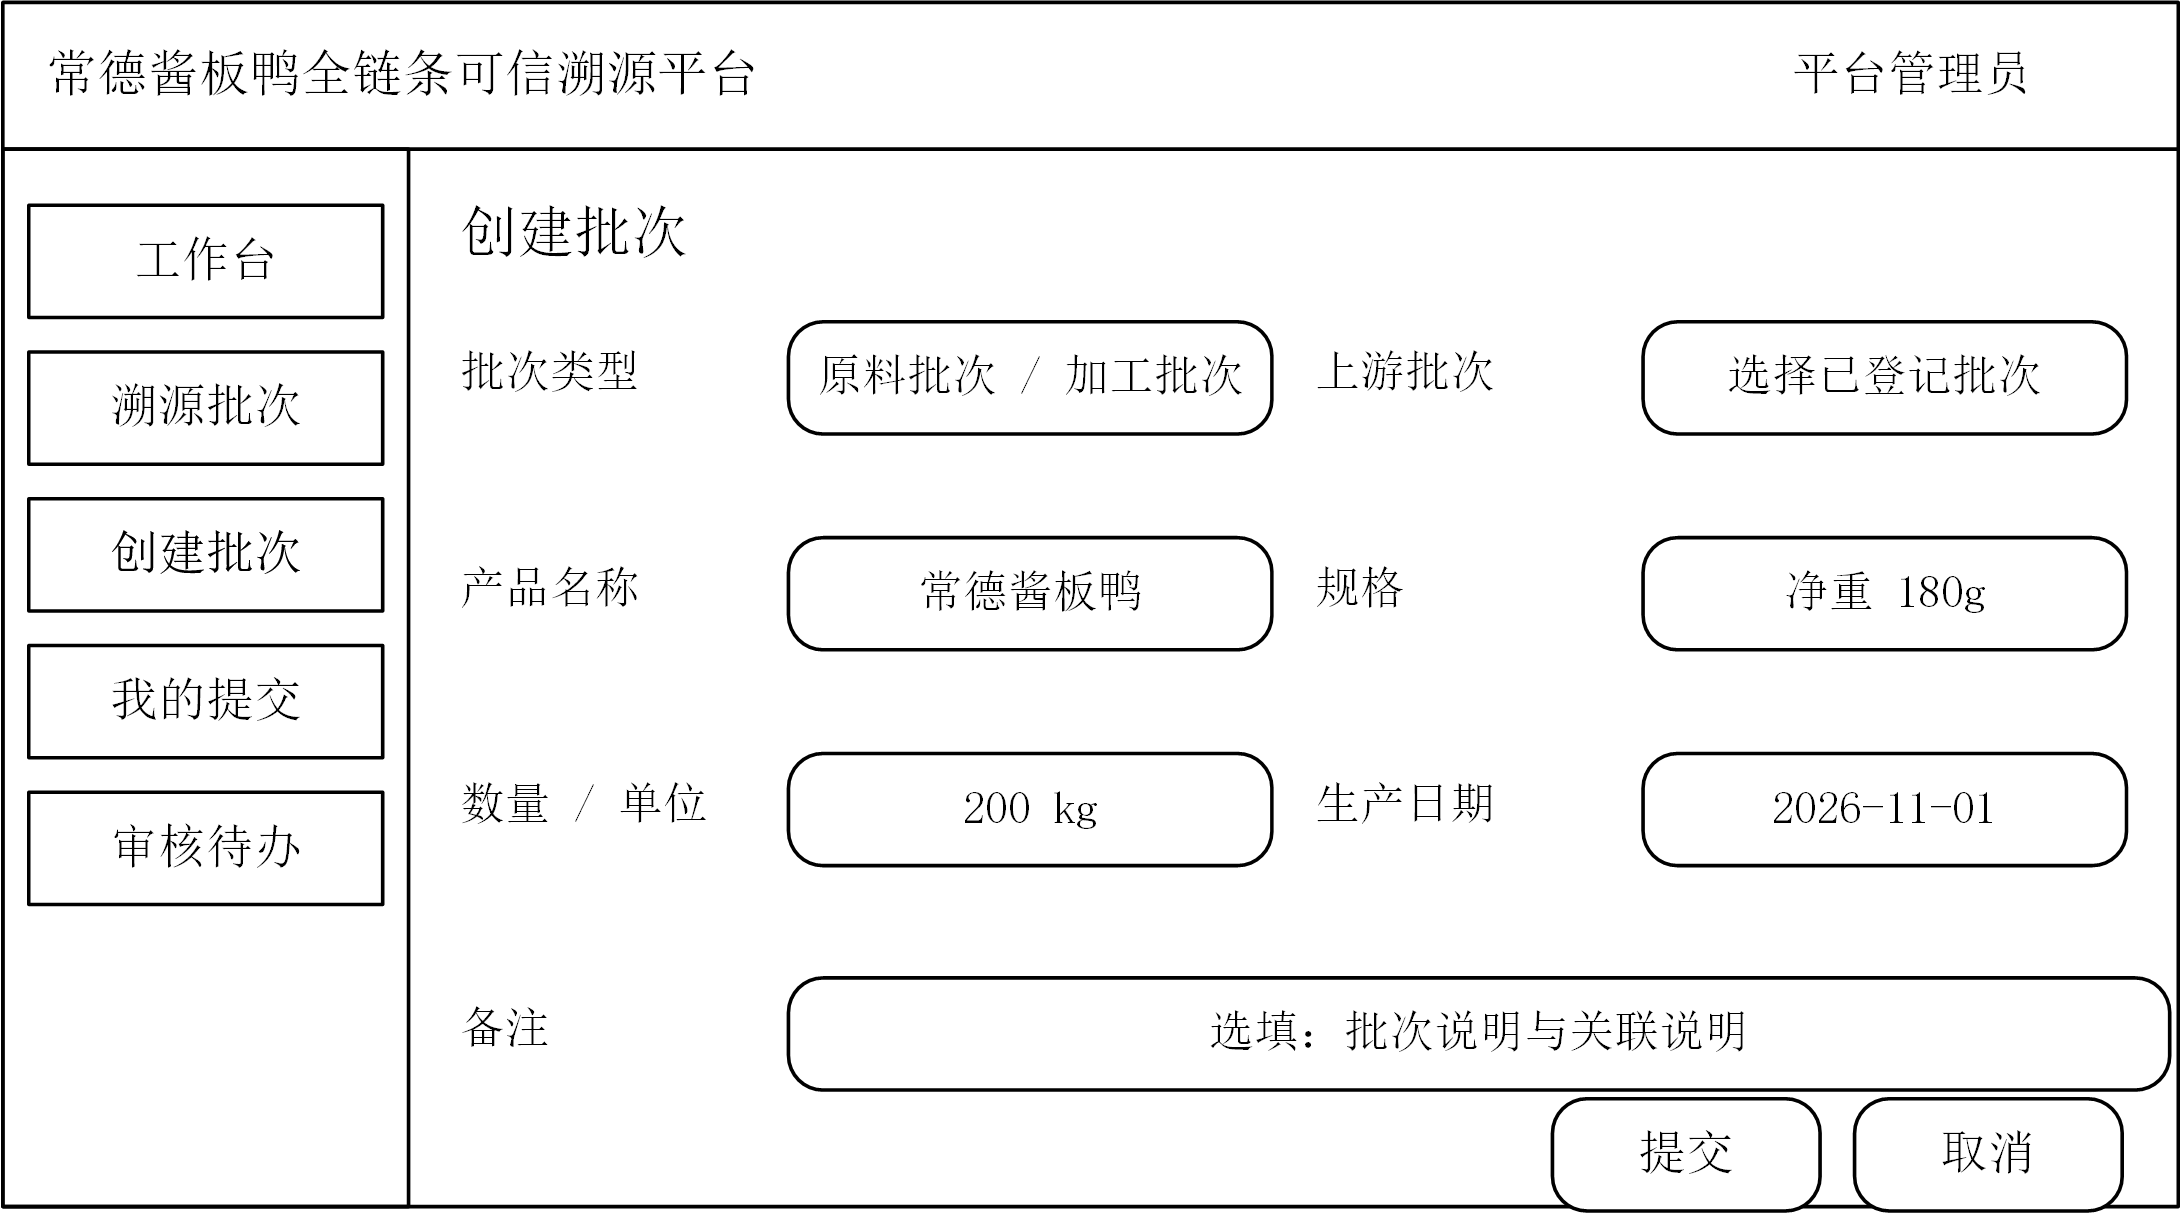 常德酱板鸭全链条可信溯源平台
平台管理员
工作台
溯源批次
创建批次
我的提交
审核待办
创建批次
批次类型
原料批次 / 加工批次
上游批次
选择已登记批次
产品名称
常德酱板鸭
规格
净重 180g
数量 / 单位
200 kg
生产日期
2026-11-01
备注
选填：批次说明与关联说明
提交
取消